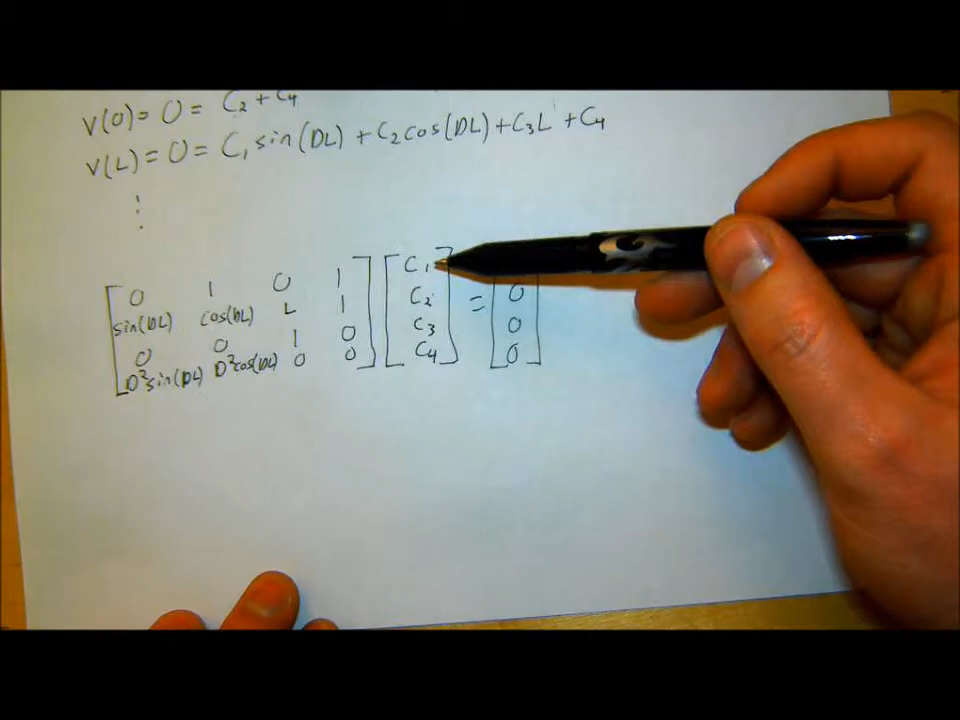 v(0)= 0 = C₂ + C₄
v(L) = 0 = C₁ sin(DL) + C₂ cos(DL) + C₃L + C₄
⋮
[ 0 1 0 1 ] [ C₁ ] = [
sin(DL) cos(DL) L 1 C₂ 0
0 0 1 0 C₃ 0
D²sin(DL) D²cos(DL) 0 0 C₄ 0 ]